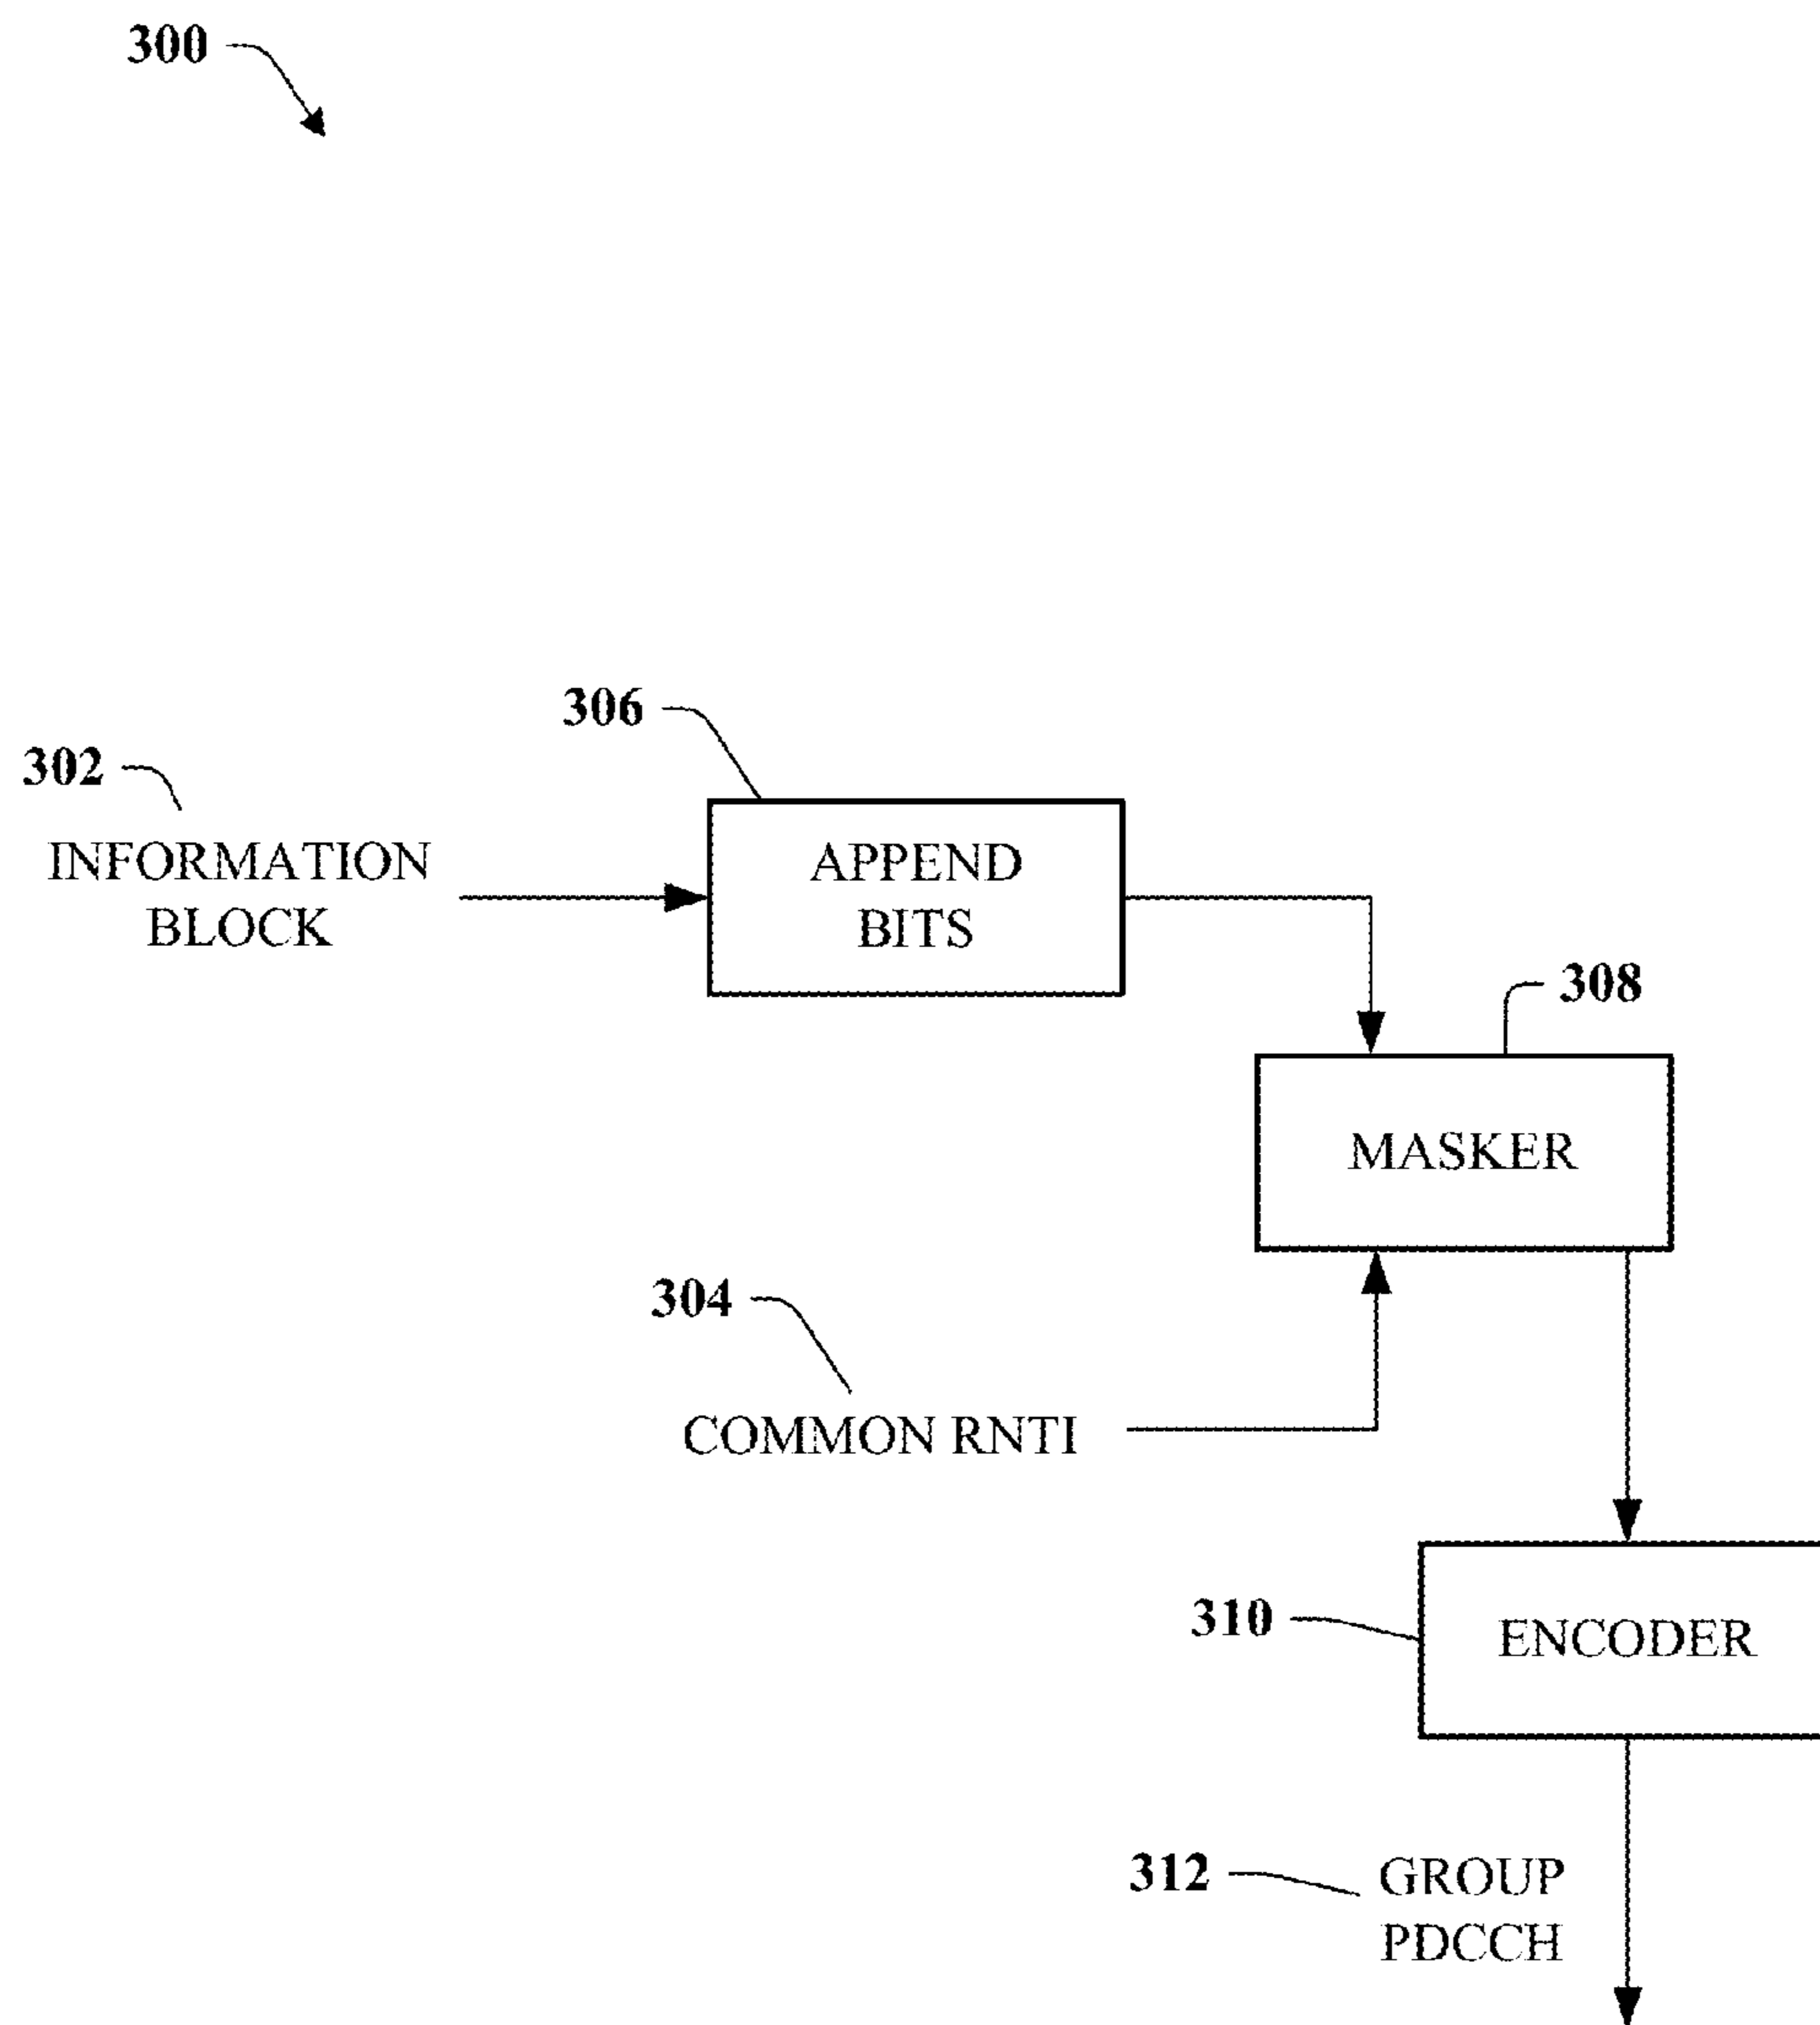 300
306
302
INFORMATION
BLOCK
APPEND
BITS
308
MASKER
304
COMMON RNTI
310
ENCODER
312
GROUP
PDCCH